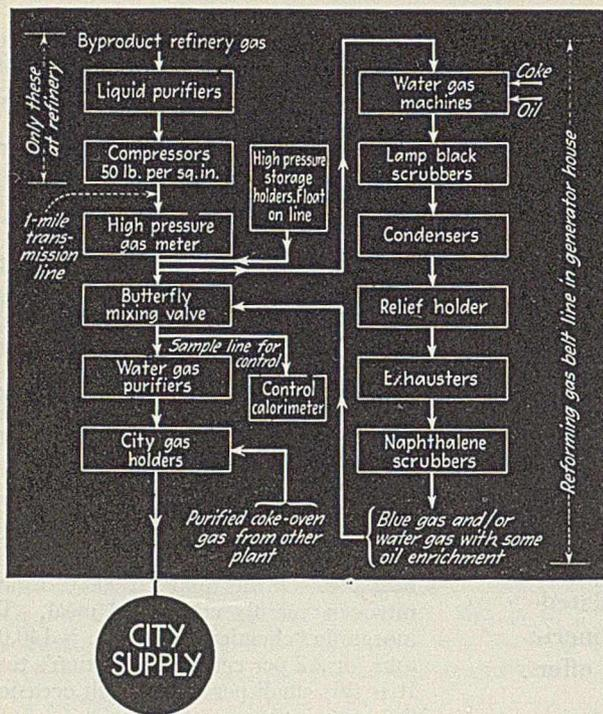 Byproduct refinery gas
Only these
at refinery
Liquid purifiers
Compressors
50 lb. per sq. in.
1-mile
trans-
mission
line
High pressure
gas meter
High pressure
storage
holders. Float
on line
Butterfly
mixing valve
Sample line for
control
Water gas
purifiers
Control
calorimeter
City gas
holders
Purified coke-oven
gas from other
plant
CITY
SUPPLY
Water gas
machines
Coke
Oil
Lamp black
scrubbers
Condensers
Relief holder
Exhausters
Naphthalene
scrubbers
Blue gas and/or
water gas with some
oil enrichment
Reforming gas belt line in generator house